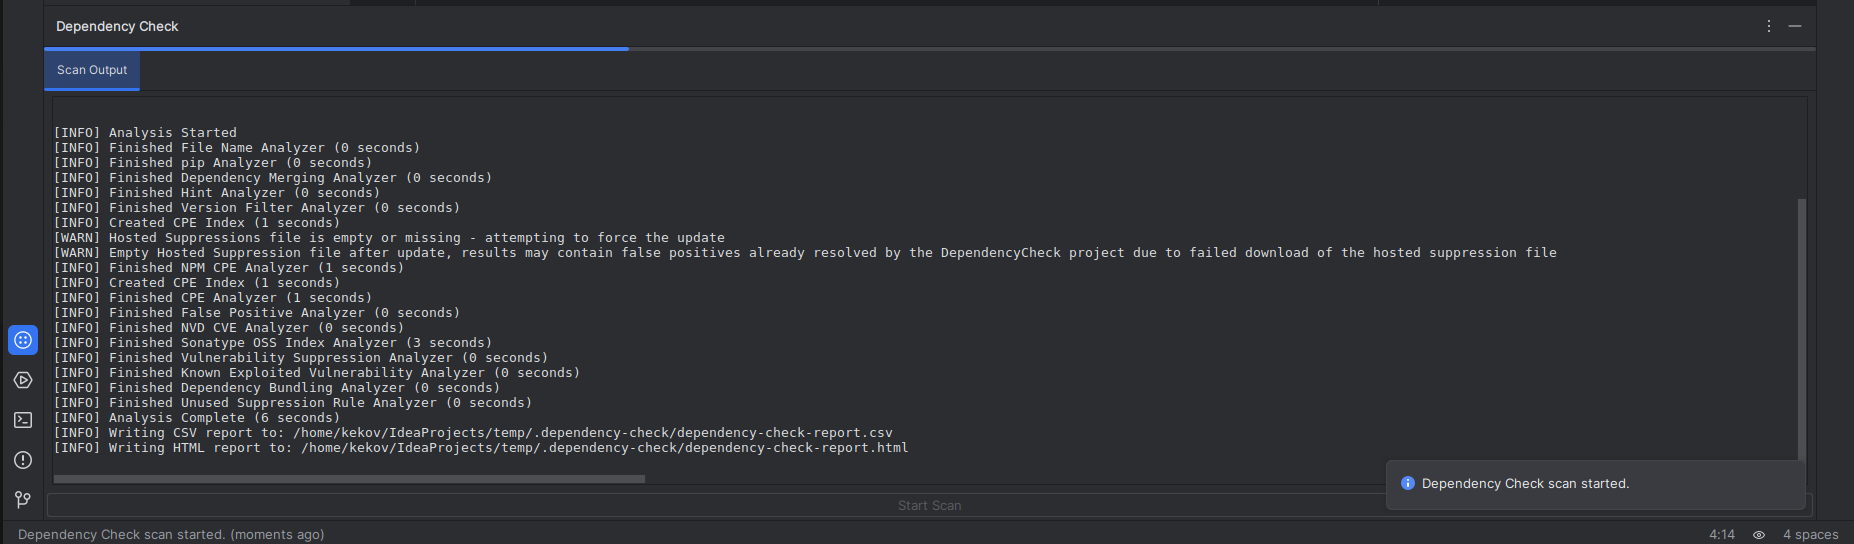 Dependency Check
Scan Output
[INFO] Analysis Started
[INFO] Finished File Name Analyzer (0 seconds)
[INFO] Finished pip Analyzer (0 seconds)
[INFO] Finished Dependency Merging Analyzer (0 seconds)
[INFO] Finished Hint Analyzer (0 seconds)
[INFO] Finished Version Filter Analyzer (0 seconds)
[INFO] Created CPE Index (1 seconds)
[WARN] Hosted Suppressions file is empty or missing - attempting to force the update
[WARN] Empty Hosted Suppression file after update, results may contain false positives already resolved by the DependencyCheck project due to failed download of the hosted suppression file
[INFO] Finished NPM CPE Analyzer (1 seconds)
[INFO] Created CPE Index (1 seconds)
[INFO] Finished CPE Analyzer (1 seconds)
[INFO] Finished False Positive Analyzer (0 seconds)
[INFO] Finished NVD CVE Analyzer (0 seconds)
[INFO] Finished Sonatype OSS Index Analyzer (3 seconds)
[INFO] Finished Vulnerability Suppression Analyzer (0 seconds)
[INFO] Finished Known Exploited Vulnerability Analyzer (0 seconds)
[INFO] Finished Dependency Bundling Analyzer (0 seconds)
[INFO] Finished Unused Suppression Rule Analyzer (0 seconds)
[INFO] Analysis Complete (6 seconds)
[INFO] Writing CSV report to: /home/kekov/IdeaProjects/temp/.dependency-check/dependency-check-report.csv
[INFO] Writing HTML report to: /home/kekov/IdeaProjects/temp/.dependency-check/dependency-check-report.html
Dependency Check scan started.
Start Scan
Dependency Check scan started. (moments ago)
4:14
4 spaces